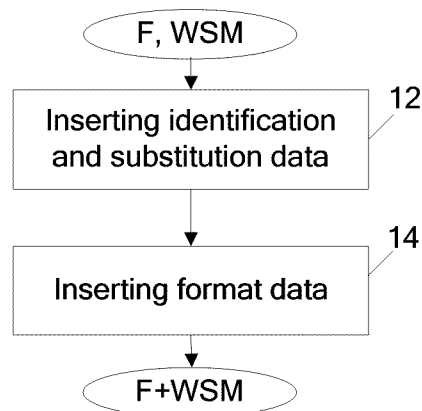 F, WSM
12
Inserting identification
and substitution data
14
Inserting format data
F+WSM